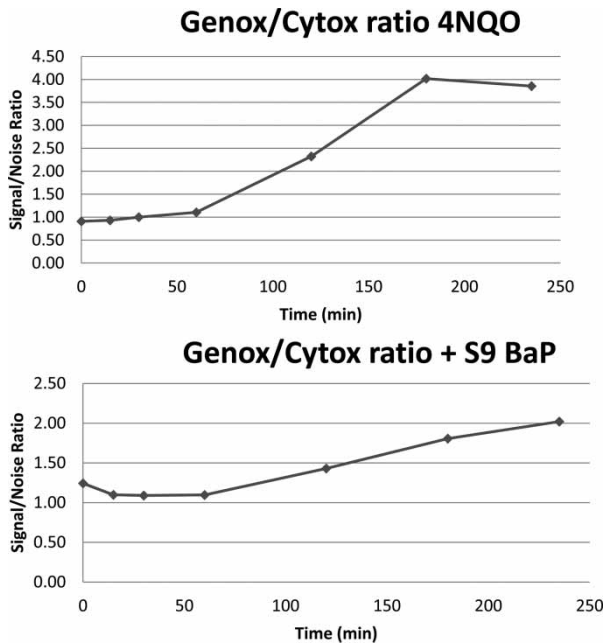 Genox/Cytox ratio 4NQO
Signal/Noise Ratio
4.50
4.00
3.50
3.00
2.50
2.00
1.50
1.00
0.50
0.00
0 50 100 150 200 250
Time (min)
Genox/Cytox ratio + S9 BaP
Signal/Noise Ratio
2.50
2.00
1.50
1.00
0.50
0.00
0 50 100 150 200 250
Time (min)